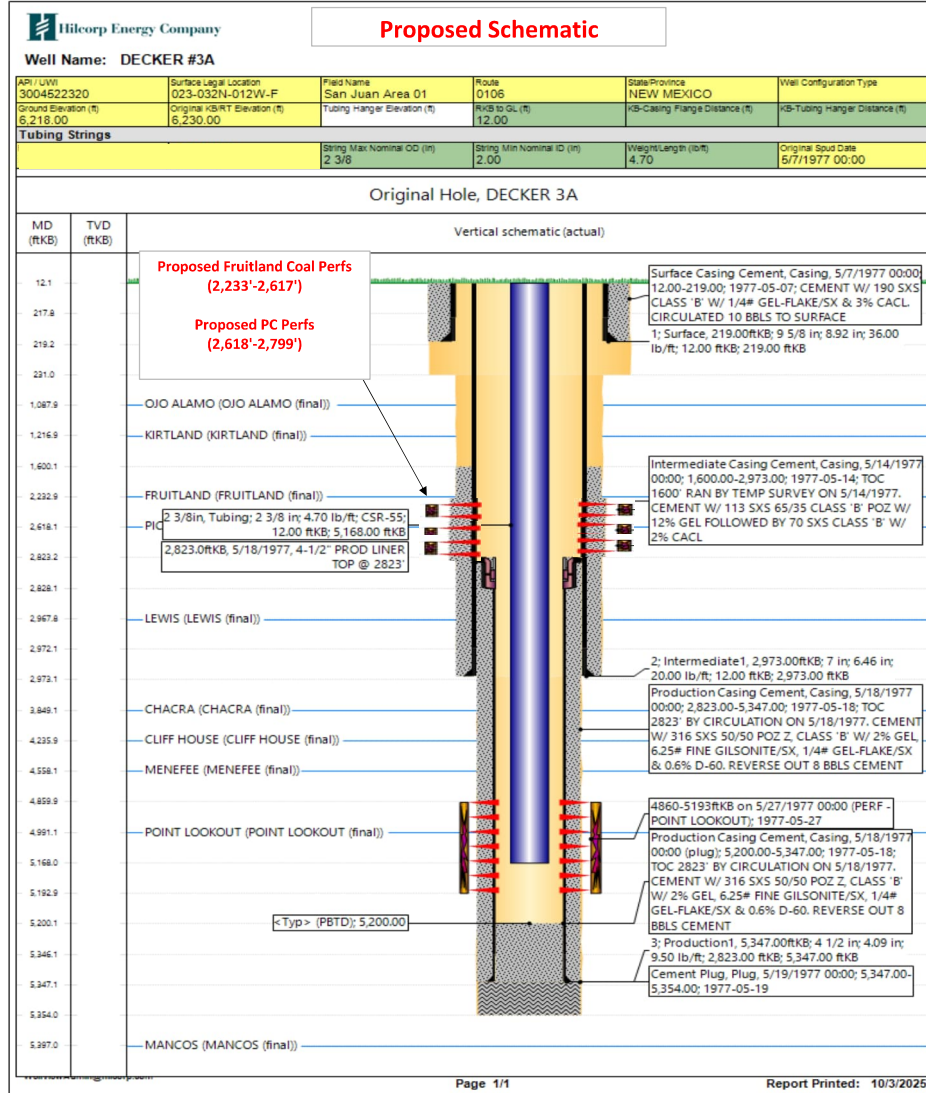 Hilcorp Energy Company
Proposed Schematic
Well Name: DECKER #3A
API / UWI
3004522320
Surface Legal Location
023-032N-012W-F
Field Name
San Juan Area 01
Route
0106
State/Province
NEW MEXICO
Well Configuration Type
Ground Elevation (ft)
6,218.00
Original KB/RT Elevation (ft)
6,230.00
Tubing Hanger Elevation (ft)
RKB to GL (ft)
12.00
KB-Casing Flange Distance (ft)
KB-Tubing Hanger Distance (ft)
Tubing Strings
String Max Nominal OD (in)
2 3/8
String Min Nominal ID (in)
2.00
Weight/Length (lb/ft)
4.70
Original Spud Date
5/7/1977 00:00
Original Hole, DECKER 3A
MD
(ftKB)
TVD
(ftKB)
Vertical schematic (actual)
Proposed Fruitland Coal Perfs
(2,233'-2,617')
Proposed PC Perfs
(2,618'-2,799')
12.1
217.8
219.2
231.0
1,087.9
1,216.9
1,600.1
2,232.9
2,618.1
2,823.2
2,828.1
2,967.8
2,972.1
2,973.1
3,849.1
4,235.9
4,558.1
4,859.9
4,991.1
5,168.0
5,192.9
5,200.1
5,346.1
5,347.1
5,354.0
5,397.0
OJO ALAMO (OJO ALAMO (final))
KIRTLAND (KIRTLAND (final))
FRUITLAND (FRUITLAND (final))
PIC
2 3/8in, Tubing; 2 3/8 in; 4.70 lb/ft; CSR-55;
12.00 ftKB; 5,168.00 ftKB
2,823.0ftKB, 5/18/1977, 4-1/2" PROD LINER
TOP @ 2823'
LEWIS (LEWIS (final))
CHACRA (CHACRA (final))
CLIFF HOUSE (CLIFF HOUSE (final))
MENEFEE (MENEFEE (final))
POINT LOOKOUT (POINT LOOKOUT (final))
<Typ> (PBTD); 5,200.00
MANCOS (MANCOS (final))
Surface Casing Cement, Casing, 5/7/1977 00:00;
12.00-219.00; 1977-05-07; CEMENT W/ 190 SXS
CLASS 'B' W/ 1/4# GEL-FLAKE/SX & 3% CACL.
CIRCULATED 10 BBLS TO SURFACE
1; Surface, 219.00ftKB; 9 5/8 in; 8.92 in; 36.00
lb/ft; 12.00 ftKB; 219.00 ftKB
Intermediate Casing Cement, Casing, 5/14/1977
00:00; 1,600.00-2,973.00; 1977-05-14; TOC
1600' RAN BY TEMP SURVEY ON 5/14/1977.
CEMENT W/ 113 SXS 65/35 CLASS 'B' POZ W/
12% GEL FOLLOWED BY 70 SXS CLASS 'B' W/
2% CACL
2; Intermediate1, 2,973.00ftKB; 7 in; 6.46 in;
20.00 lb/ft; 12.00 ftKB; 2,973.00 ftKB
Production Casing Cement, Casing, 5/18/1977
00:00; 2,823.00-5,347.00; 1977-05-18; TOC
2823' BY CIRCULATION ON 5/18/1977. CEMENT
W/ 316 SXS 50/50 POZ Z, CLASS 'B' W/ 2% GEL,
6.25# FINE GILSONITE/SX, 1/4# GEL-FLAKE/SX
& 0.6% D-60. REVERSE OUT 8 BBLS CEMENT
4860-5193ftKB on 5/27/1977 00:00 (PERF -
POINT LOOKOUT); 1977-05-27
Production Casing Cement, Casing, 5/18/1977
00:00 (plug); 5,200.00-5,347.00; 1977-05-18;
TOC 2823' BY CIRCULATION ON 5/18/1977.
CEMENT W/ 316 SXS 50/50 POZ Z, CLASS 'B'
W/ 2% GEL, 6.25# FINE GILSONITE/SX, 1/4#
GEL-FLAKE/SX & 0.6% D-60. REVERSE OUT 8
BBLS CEMENT
3; Production1, 5,347.00ftKB; 4 1/2 in; 4.09 in;
9.50 lb/ft; 2,823.00 ftKB; 5,347.00 ftKB
Cement Plug, Plug, 5/19/1977 00:00; 5,347.00-
5,354.00; 1977-05-19
Page 1/1
Report Printed: 10/3/2025